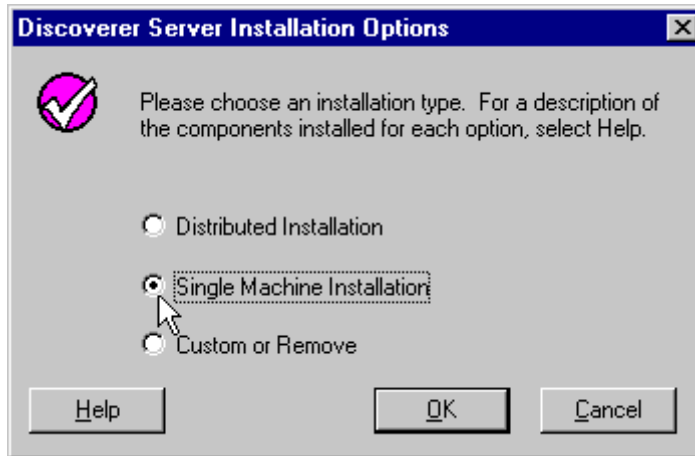 Discoverer Server Installation Options
Please choose an installation type.  For a description of
the components installed for each option, select Help.
Distributed Installation
Single Machine Installation
Custom or Remove
Help
OK
Cancel